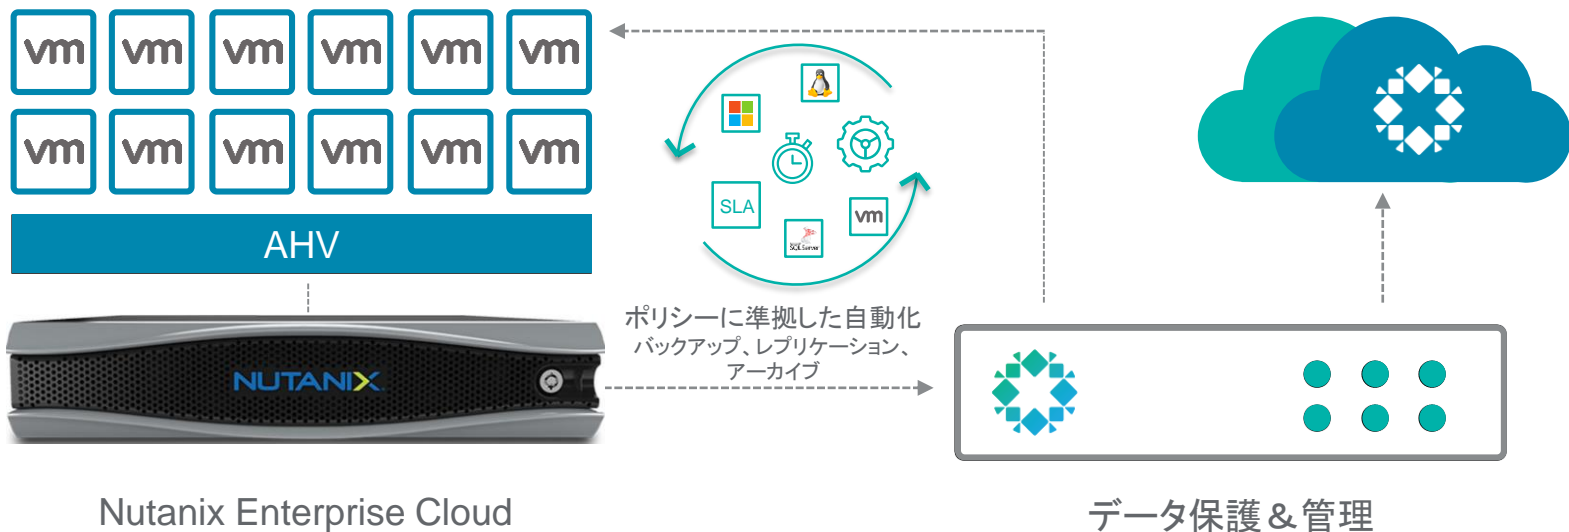 vm vm vm vm vm vm
vm vm vm vm vm vm
AHV
NUTANIX
SLA
vm
SQL Server
ポリシーに準拠した自動化
バックアップ、レプリケーション、
アーカイブ
Nutanix Enterprise Cloud
データ保護＆管理